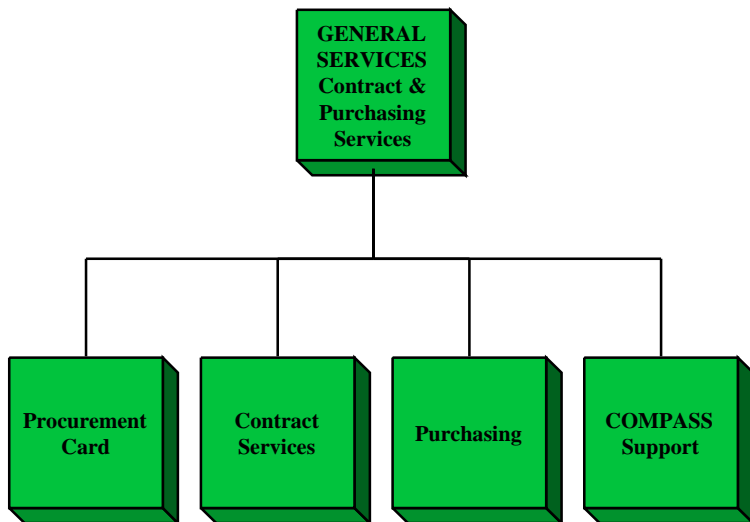 GENERAL
SERVICES
Contract &
Purchasing
Services
Procurement
Card
Contract
Services
Purchasing
COMPASS
Support